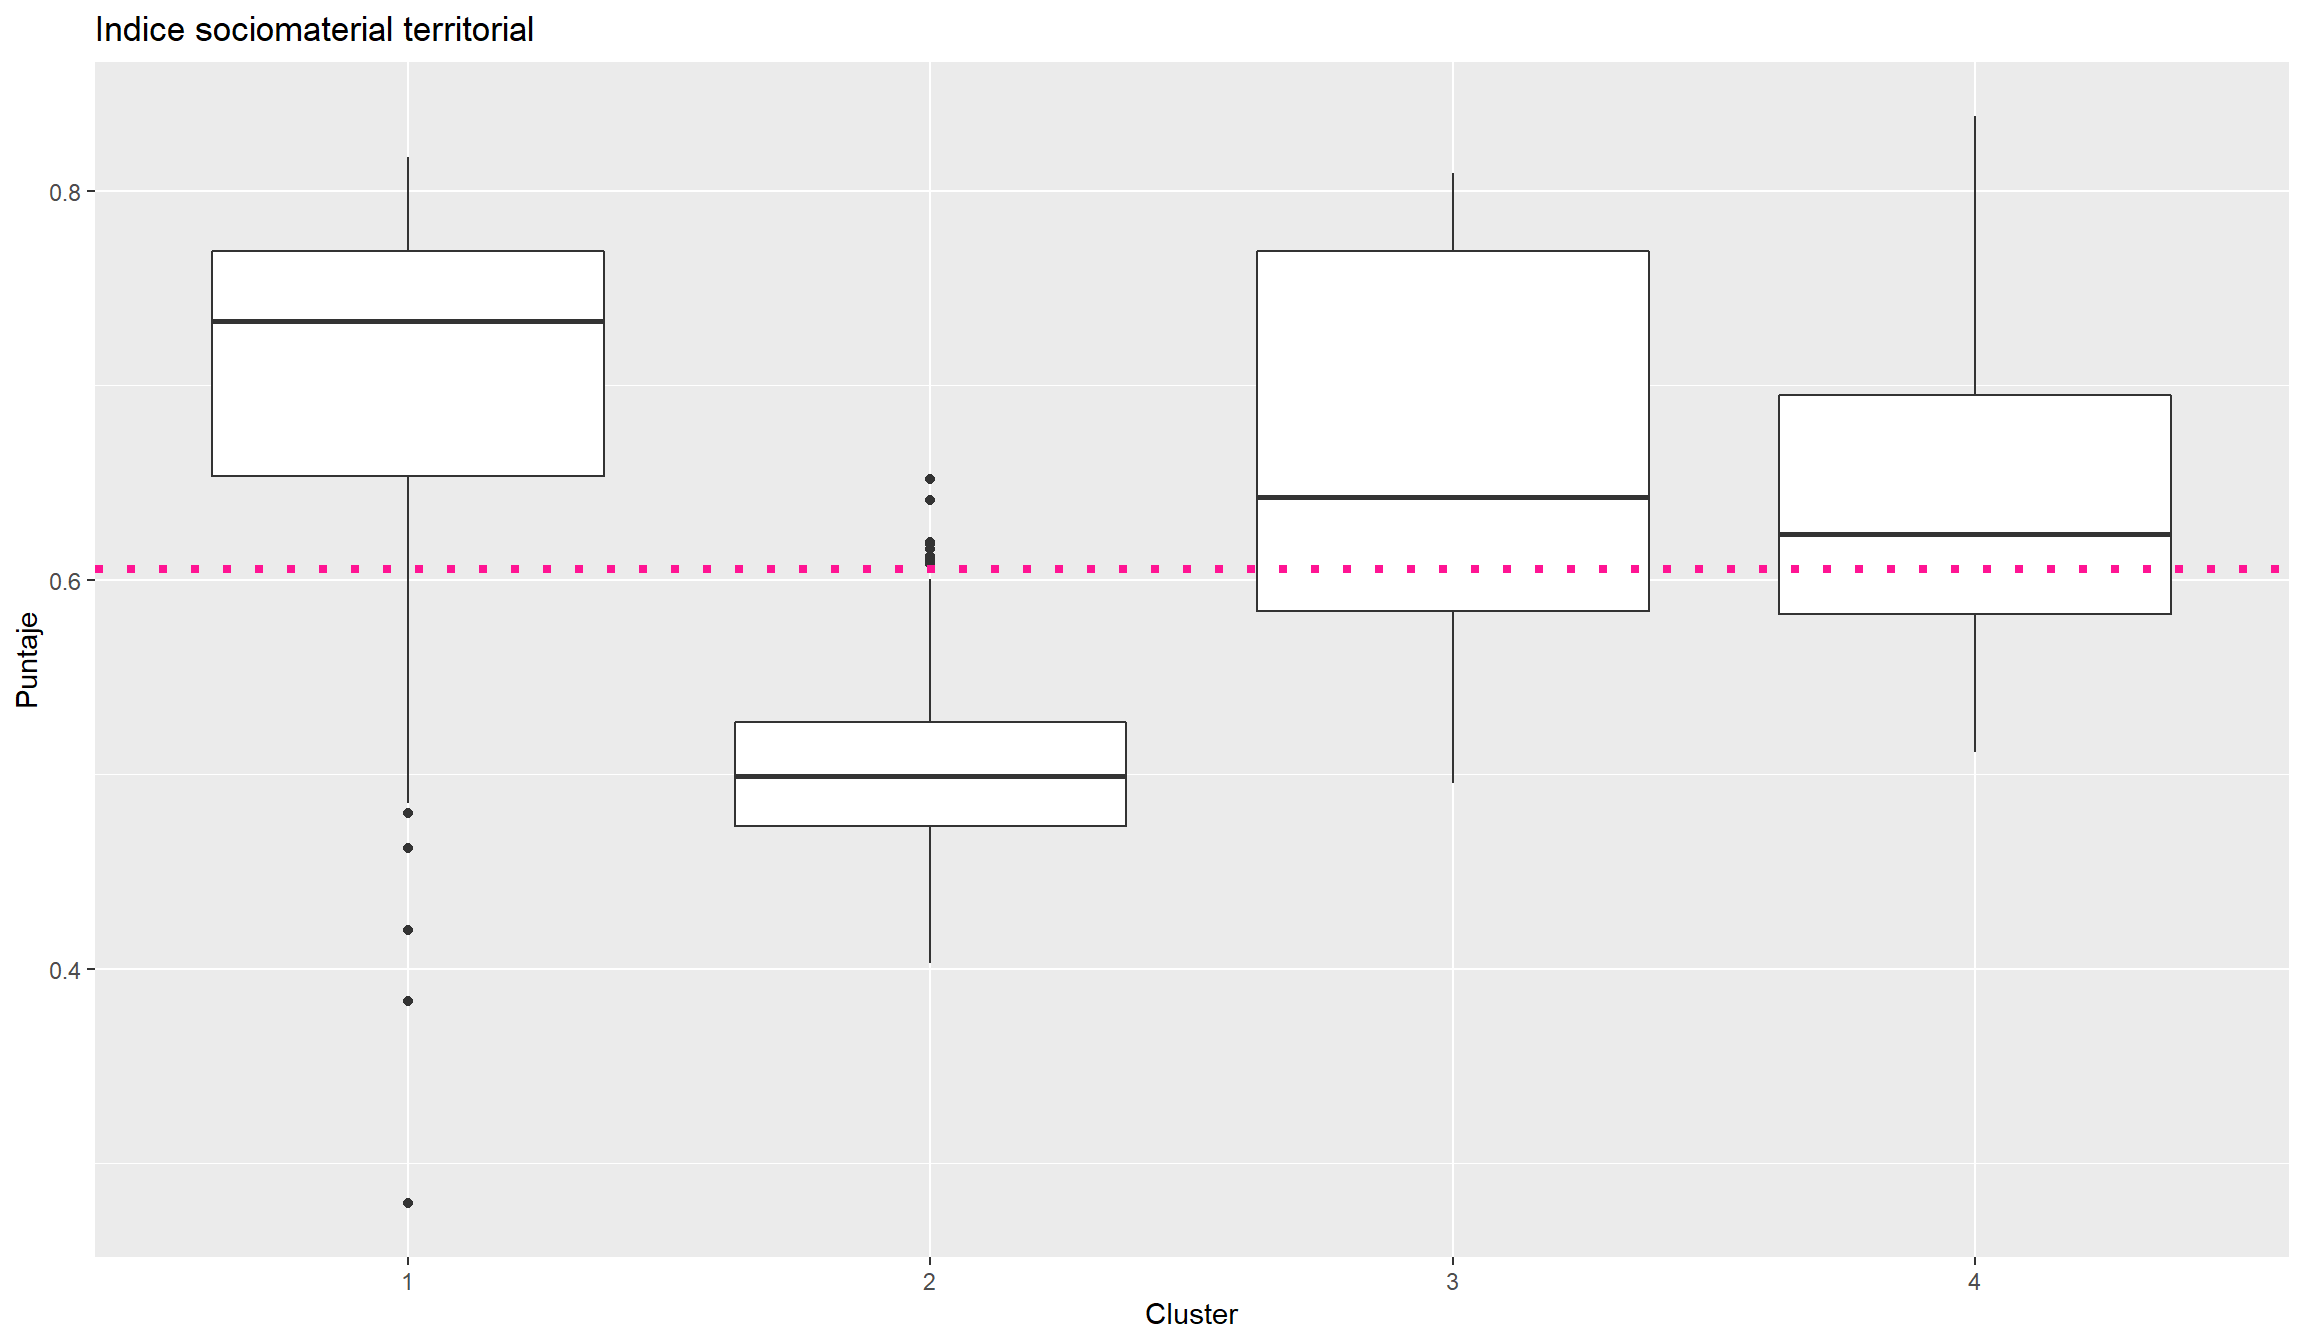 Indice sociomaterial territorial
0.8
0.6
0.4
Puntaje
1 2 3 4
Cluster